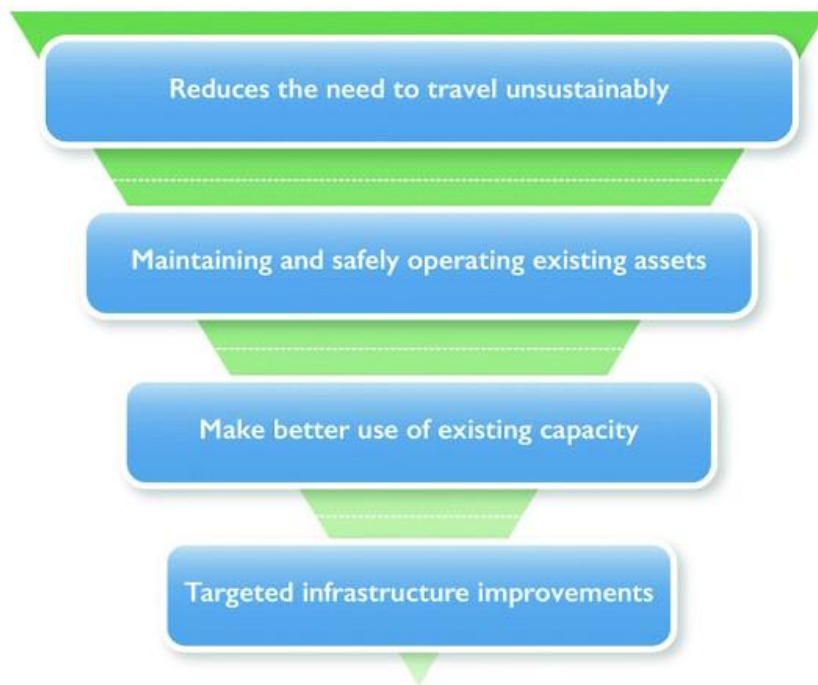 Reduces the need to travel unsustainably
Maintaining and safely operating existing assets
Make better use of existing capacity
Targeted infrastructure improvements